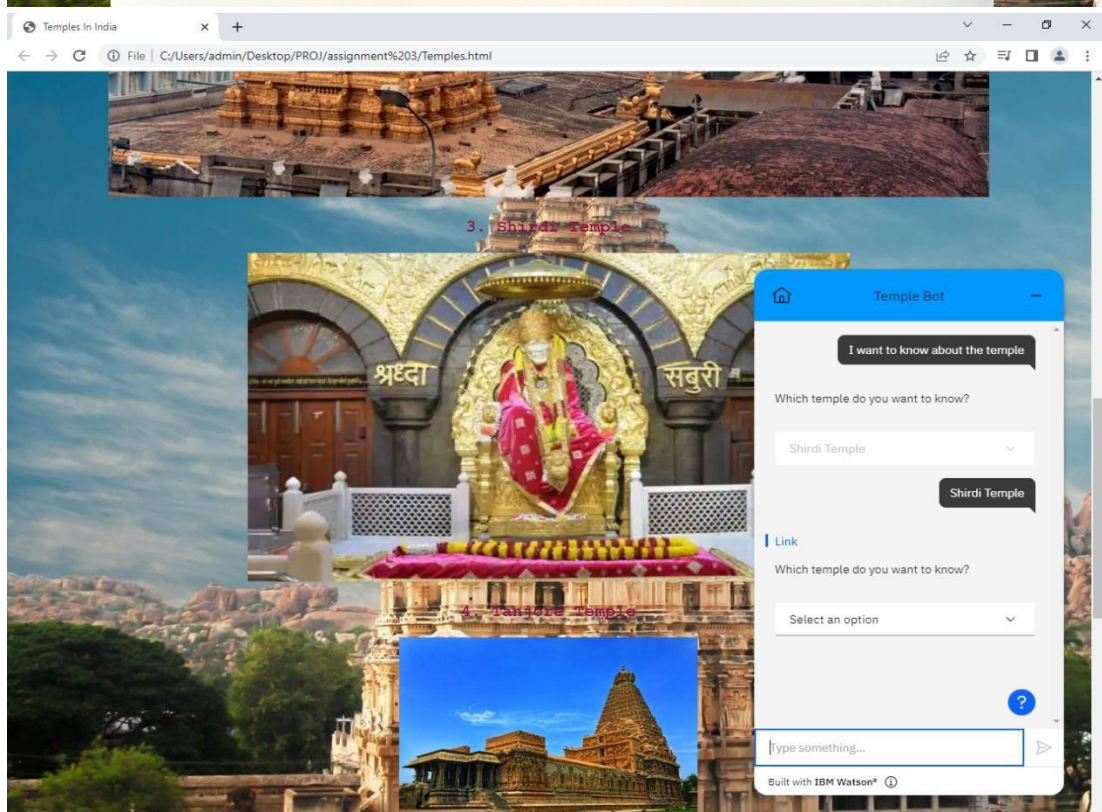 Temples In India
File | C:/Users/admin/Desktop/PROJ/assignment%203/Temples.html
3. Shirdi Temple
श्रध्दा
सबुरी
Temple Bot
I want to know about the temple
Which temple do you want to know?
Shirdi Temple
Shirdi Temple
Link
Which temple do you want to know?
Select an option
4. Tanjore Temple
?
Type something...
Built with IBM Watson®